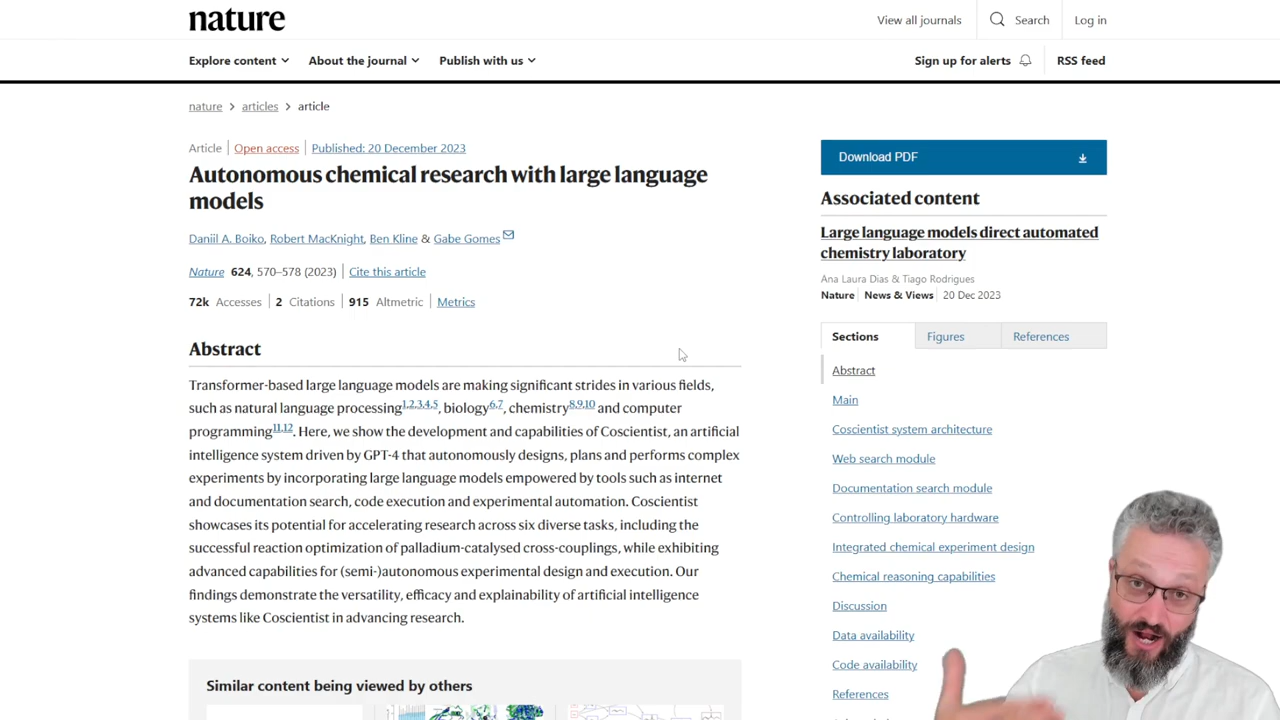 nature
View all journals
Search
Log in
Explore content
About the journal
Publish with us
Sign up for alerts
RSS feed
nature > articles > article
Article | Open access | Published: 20 December 2023
Autonomous chemical research with large language
models
Daniil A. Boiko, Robert MacKnight, Ben Kline & Gabe Gomes
Nature 624, 570–578 (2023) | Cite this article
72k Accesses | 2 Citations | 915 Altmetric | Metrics
Abstract
Transformer-based large language models are making significant strides in various fields,
such as natural language processing1,2,3,4,5, biology6,7, chemistry8,9,10 and computer
programming11,12. Here, we show the development and capabilities of Coscientist, an artificial
intelligence system driven by GPT-4 that autonomously designs, plans and performs complex
experiments by incorporating large language models empowered by tools such as internet
and documentation search, code execution and experimental automation. Coscientist
showcases its potential for accelerating research across six diverse tasks, including the
successful reaction optimization of palladium-catalysed cross-couplings, while exhibiting
advanced capabilities for (semi-)autonomous experimental design and execution. Our
findings demonstrate the versatility, efficacy and explainability of artificial intelligence
systems like Coscientist in advancing research.
Similar content being viewed by others
Download PDF
Associated content
Large language models direct automated
chemistry laboratory
Ana Laura Dias & Tiago Rodrigues
Nature | News & Views | 20 Dec 2023
Sections
Figures
References
Abstract
Main
Coscientist system architecture
Web search module
Documentation search module
Controlling laboratory hardware
Integrated chemical experiment design
Chemical reasoning capabilities
Discussion
Data availability
Code availability
References